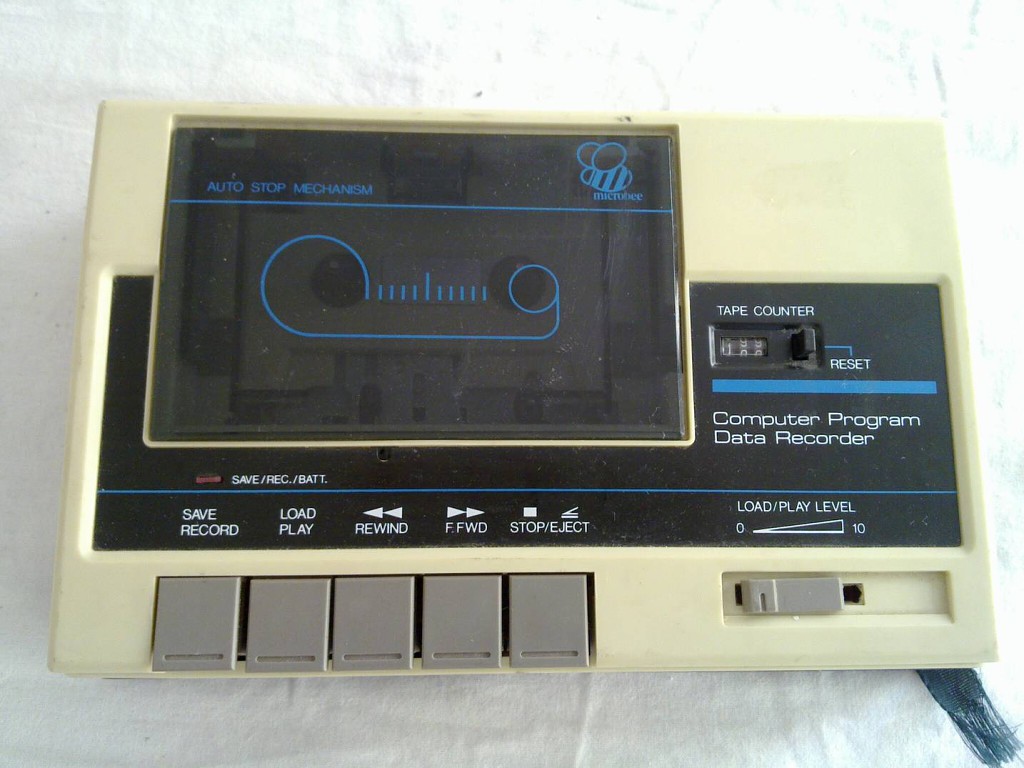 AUTO STOP MECHANISM
microbee
TAPE COUNTER
RESET
Computer Program
Data Recorder
SAVE/REC./BATT.
SAVE
RECORD
LOAD
PLAY
REWIND
F.FWD
STOP/EJECT
LOAD/PLAY LEVEL
0 10